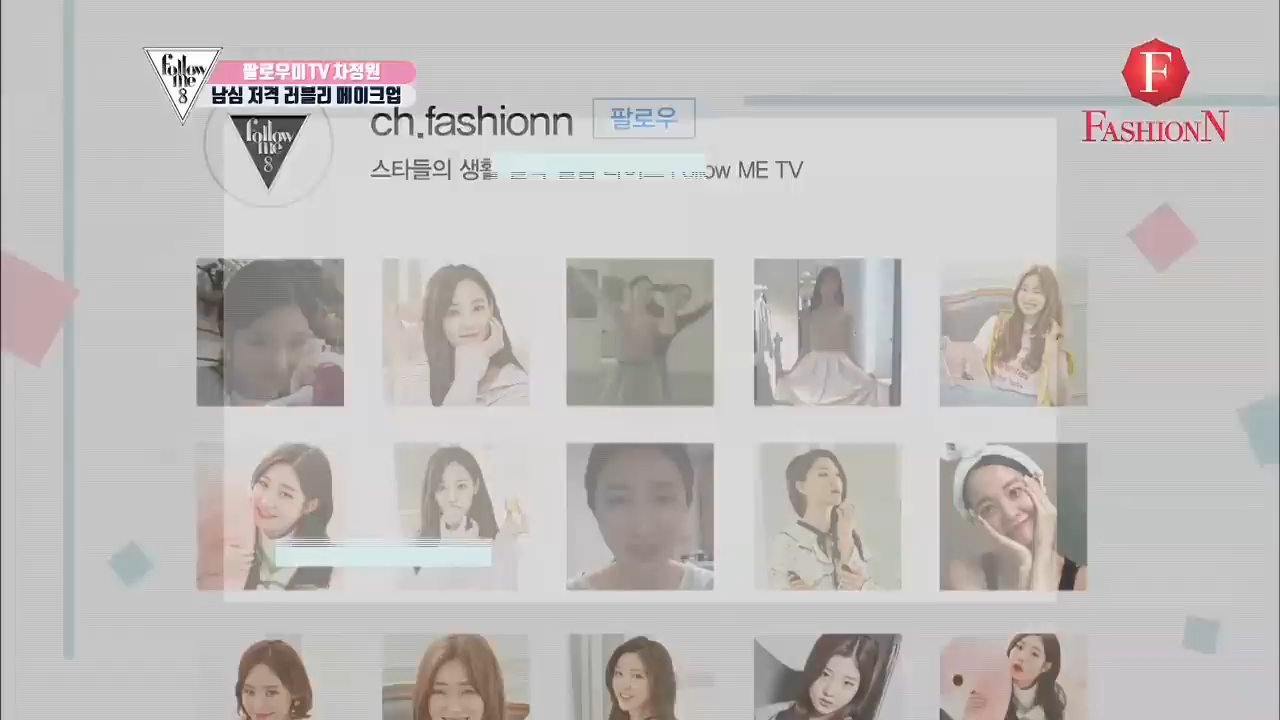 follow me 8
팔로우미TV 차정원
남심 저격 러블리 메이크업
F
FASHIONN
follow me 8
ch.fashionn 팔로우
스타들의 생활 ME TV